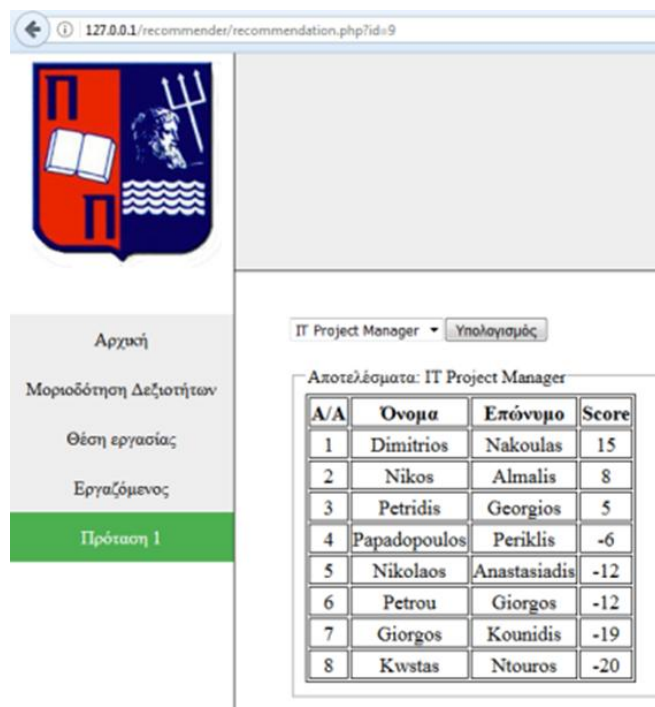 127.0.0.1/recommender/recommendation.php?id=9
Π
Π
Αρχική
Μοριοδότηση Δεξιοτήτων
Θέση εργασίας
Εργαζόμενος
Πρόταση 1
IT Project Manager Υπολογισμός
Αποτελέσματα: IT Project Manager
Α/Α Όνομα Επώνυμο Score
1 Dimitrios Nakoulas 15
2 Nikos Almalis 8
3 Petridis Georgios 5
4 Papadopoulos Periklis -6
5 Nikolaos Anastasiadis -12
6 Petrou Giorgos -12
7 Giorgos Kounidis -19
8 Kwstas Ntouros -20